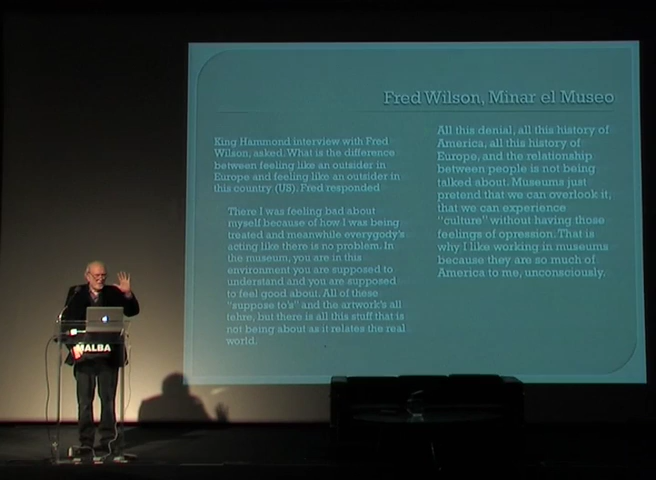 Fred Wilson, Minar el Museo
King Hammond interview with Fred
Wilson, asked: What is the difference
between feeling like an outsider in
Europe and feeling like an outsider in
this country (US). Fred responded
There I was feeling bad about
myself because of how I was being
treated and meanwhile everygody's
acting like there is no problem. In
the museum, you are in this
environment you are supposed to
understand and you are supposed
to feel good about. All of these
"suppose to's" and the artwork's all
tehre, but there is all this stuff that is
not being about as it relates the real
world.
All this denial, all this history of
America, all this history of
Europe, and the relationship
between people is not being
talked about. Museums just
pretend that we can overlook it,
that we can experience
"culture" without having those
feelings of opression. That is
why I like working in museums
because they are so much of
America to me, unconsciously.
MALBA